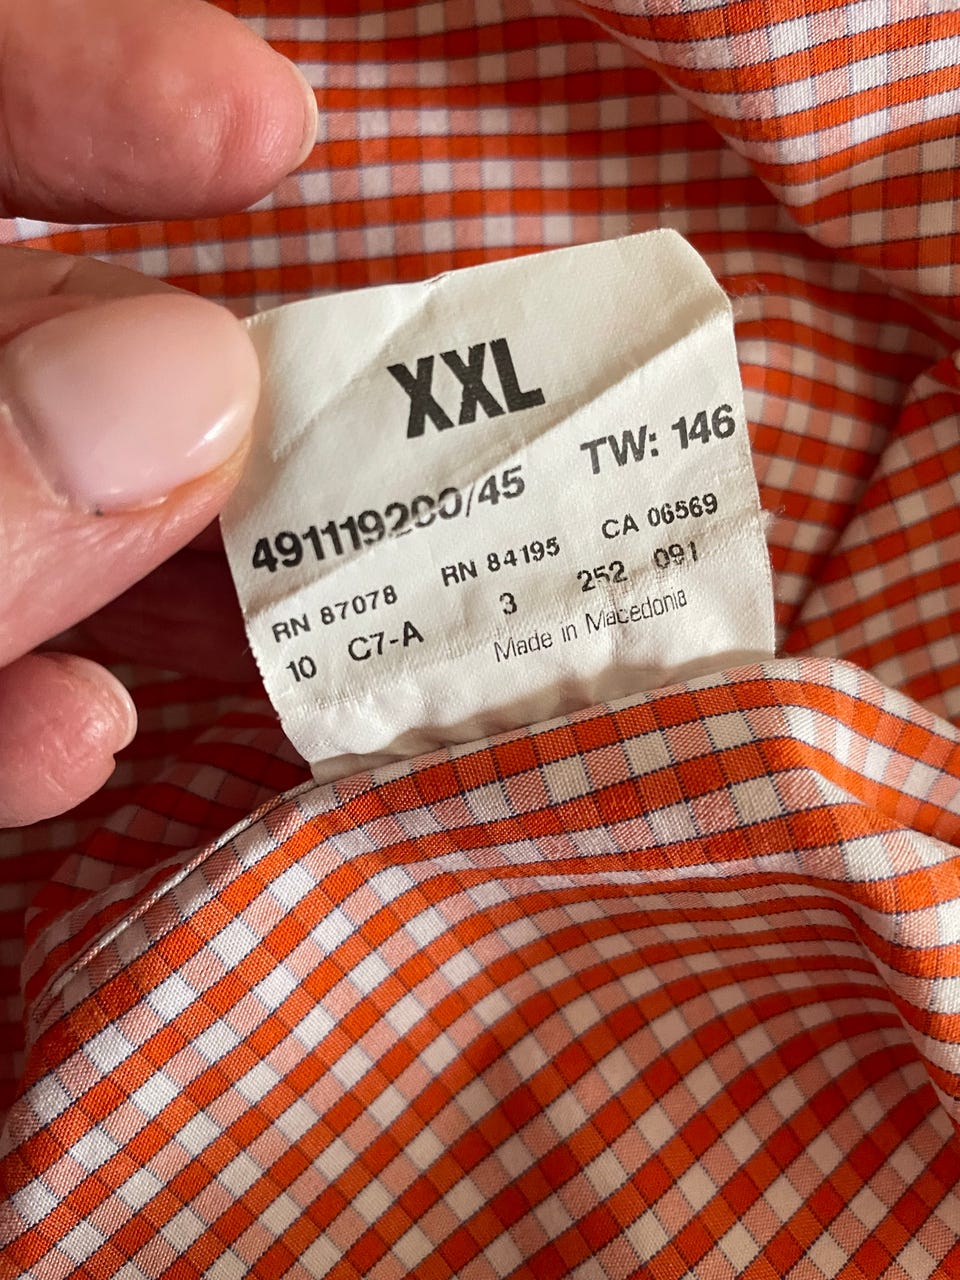 XXL
491119200/45 TW: 146
RN 87078 RN 84195 CA 06569
10 C7-A 3 252 091
Made in Macedonia